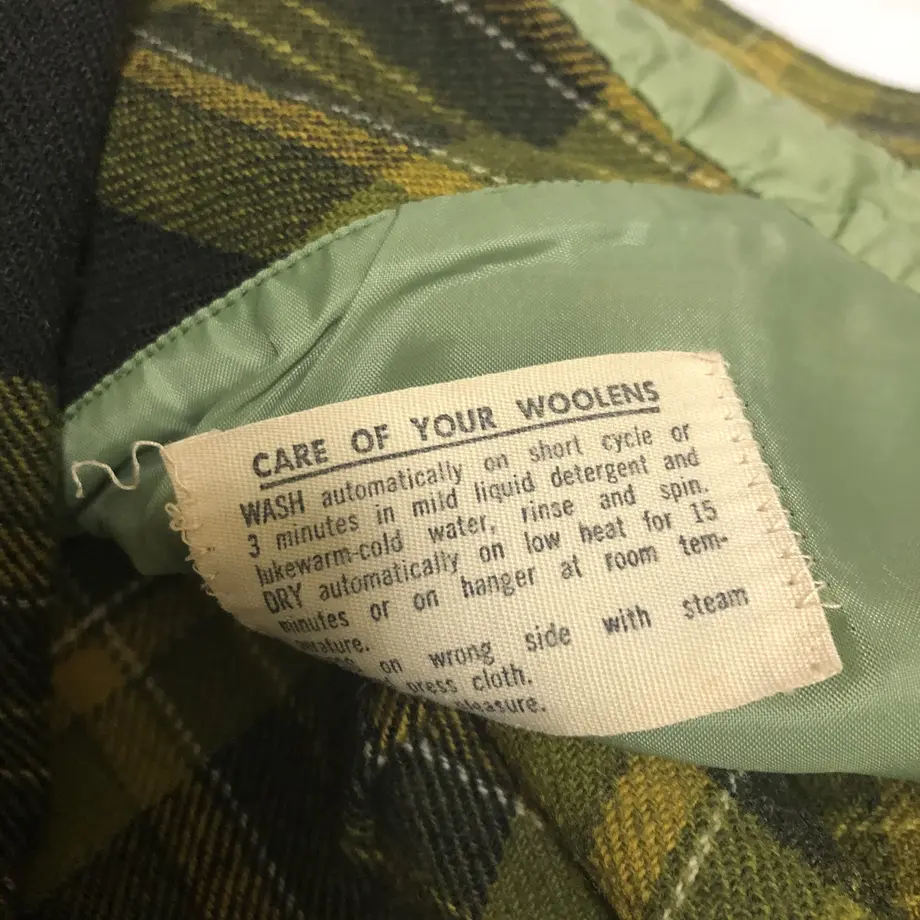 CARE OF YOUR WOOLENS
WASH automatically on short cycle or
3 minutes in mild liquid detergent and
lukewarm-cold water, rinse and spin.
DRY automatically on low heat for 15
minutes or on hanger at room tem-
on wrong side with steam
press cloth.